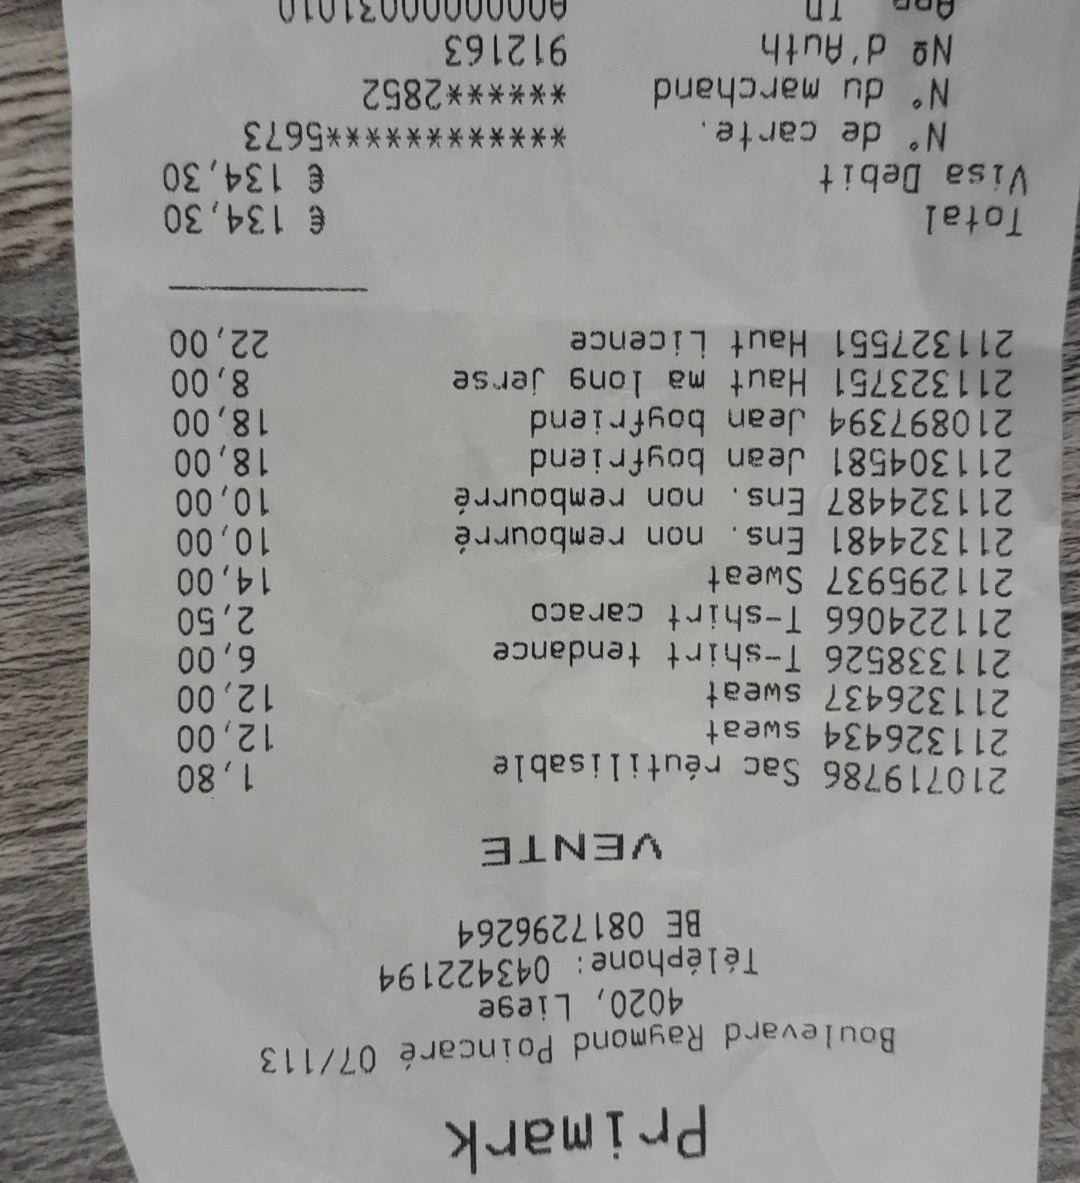 Primark
Boulevard Raymond Poincaré 07/113
4020, Liege
Téléphone: 043422194
BE 0817296264
VENTE
210719786 Sac réutilisable 1,80
211326434 sweat 12,00
211326437 sweat 12,00
211338526 T-shirt tendance 6,00
211224066 T-shirt caraco 2,50
211295937 Sweat 14,00
211324481 Ens. non rembourré 10,00
211324487 Ens. non rembourré 10,00
211304581 Jean boyfriend 18,00
210897394 Jean boyfriend 18,00
211323751 Haut ma long jerse 8,00
211327551 Haut Licence 22,00
Total € 134,30
Visa Debit € 134,30
N° de carte. *************5673
N° du marchand ******2852
Nº d'Auth 912163